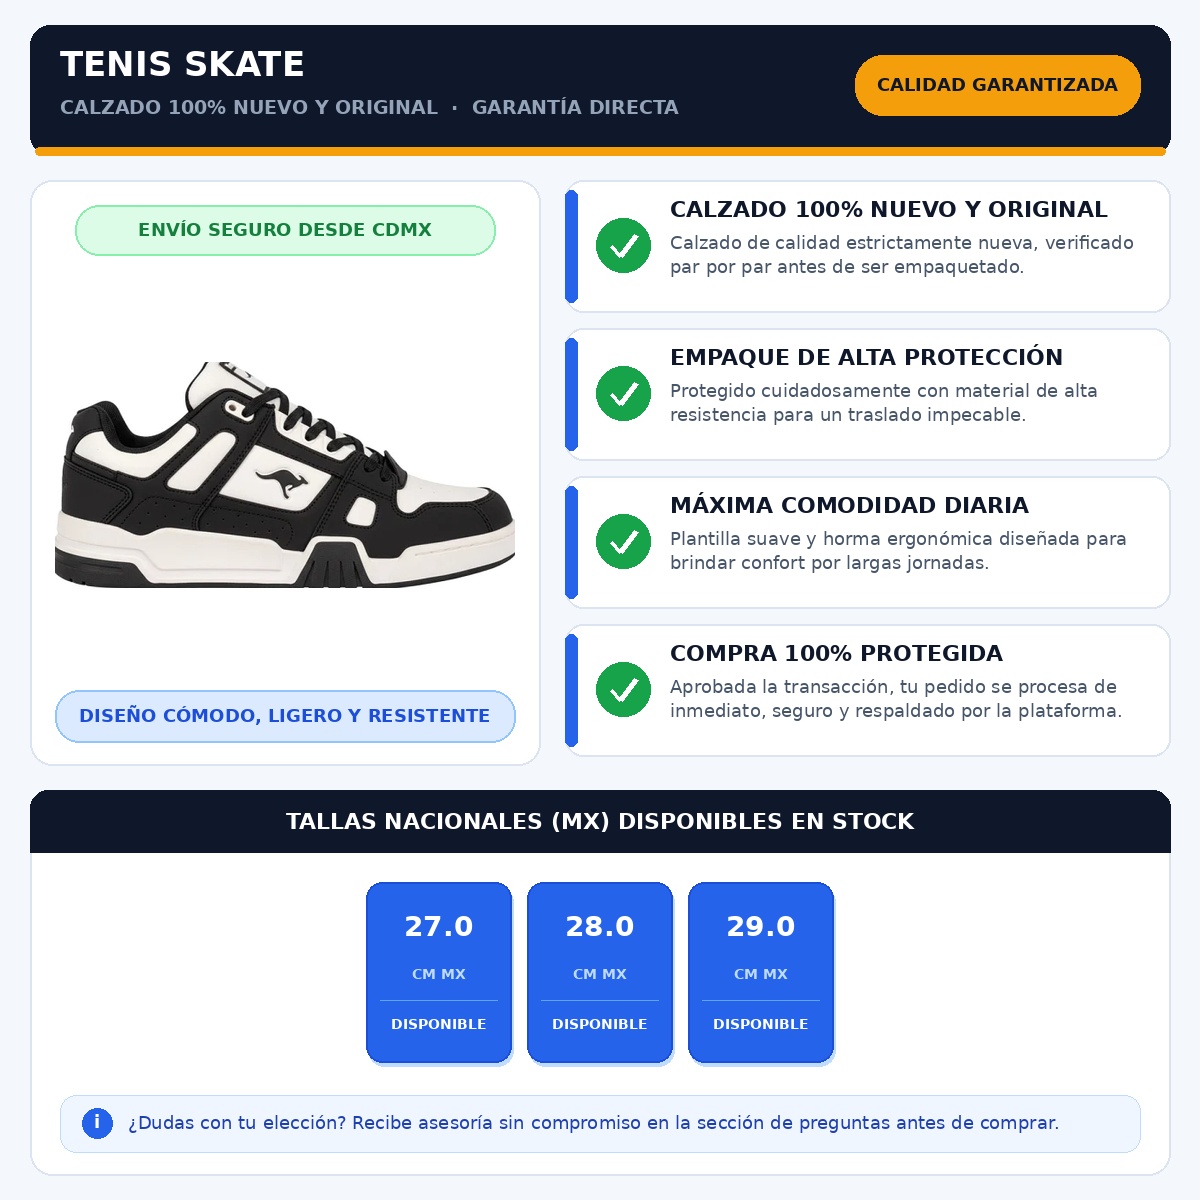 TENIS SKATE
CALZADO 100% NUEVO Y ORIGINAL · GARANTÍA DIRECTA
CALIDAD GARANTIZADA
ENVÍO SEGURO DESDE CDMX
DISEÑO CÓMODO, LIGERO Y RESISTENTE
CALZADO 100% NUEVO Y ORIGINAL
Calzado de calidad estrictamente nueva, verificado
par por par antes de ser empaquetado.
EMPAQUE DE ALTA PROTECCIÓN
Protegido cuidadosamente con material de alta
resistencia para un traslado impecable.
MÁXIMA COMODIDAD DIARIA
Plantilla suave y horma ergonómica diseñada para
brindar confort por largas jornadas.
COMPRA 100% PROTEGIDA
Aprobada la transacción, tu pedido se procesa de
inmediato, seguro y respaldado por la plataforma.
TALLAS NACIONALES (MX) DISPONIBLES EN STOCK
27.0
CM MX
DISPONIBLE
28.0
CM MX
DISPONIBLE
29.0
CM MX
DISPONIBLE
i
¿Dudas con tu elección? Recibe asesoría sin compromiso en la sección de preguntas antes de comprar.